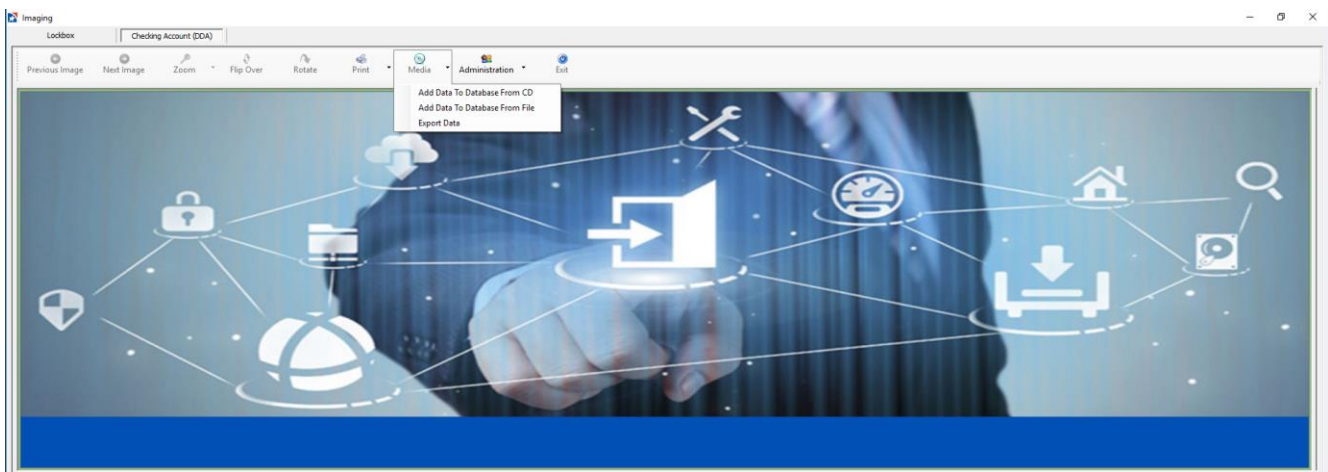 Imaging
Lockbox Checking Account (DDA)
Previous Image Next Image Zoom Flip Over Rotate Print Media Administration Exit
Add Data To Database From CD
Add Data To Database From File
Export Data